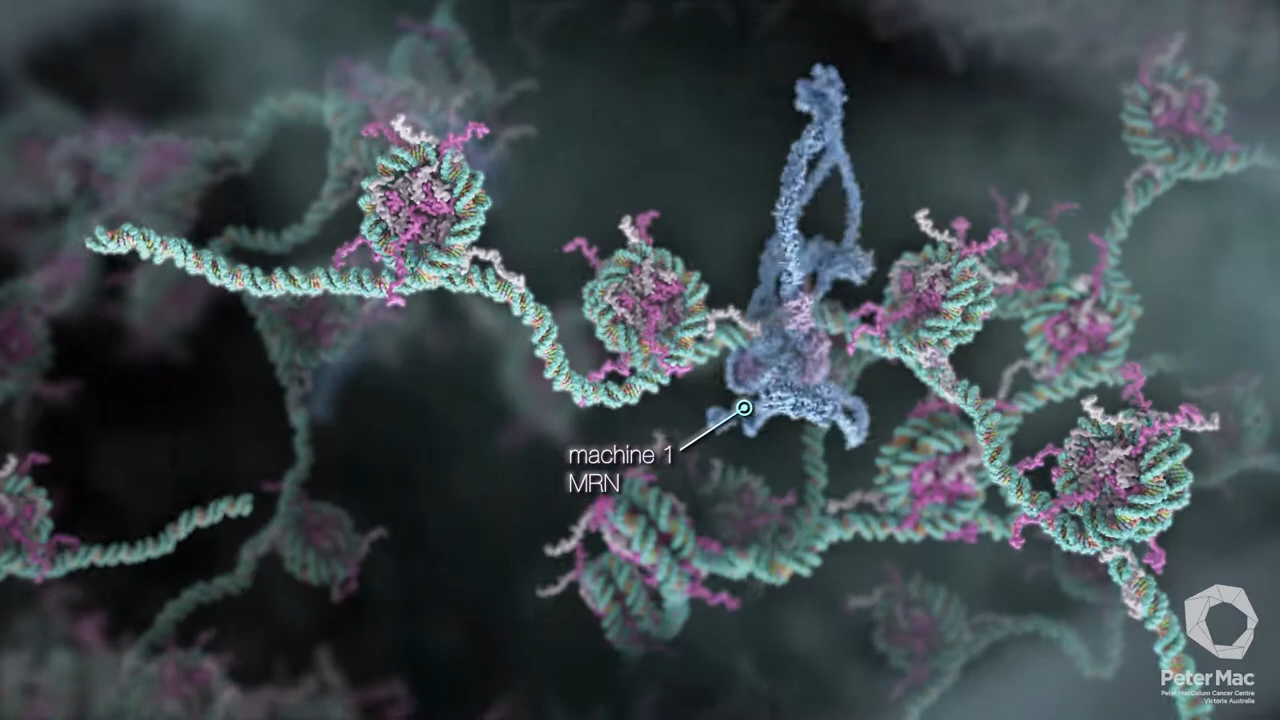 machine 1
MRN
Peter Mac
Peter MacCallum Cancer Centre
Victoria Australia